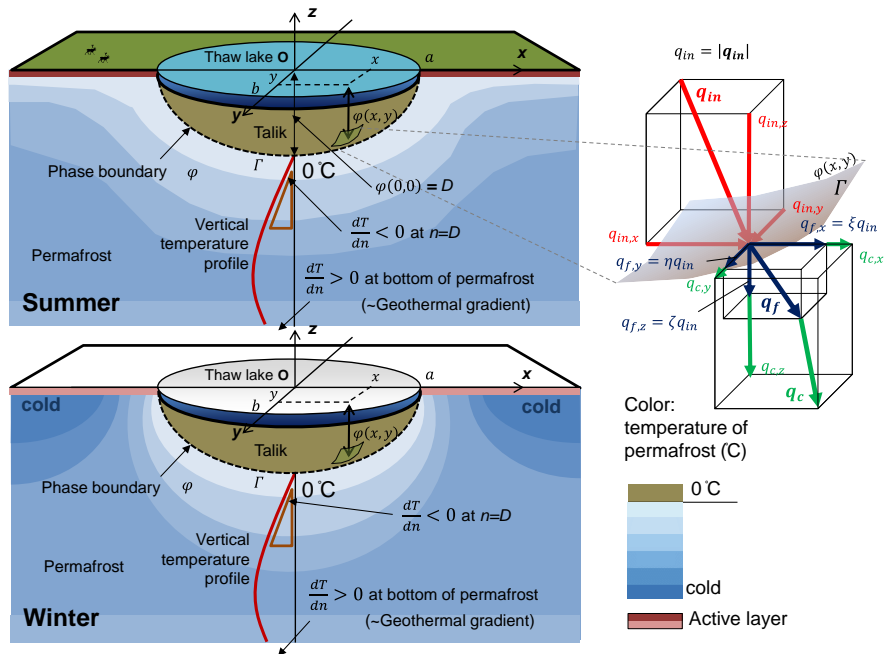 z
Thaw lake O
y
x
a
x
b
y
φ(x, y)
Talik
Phase boundary
φ
Γ
0 ℃
φ(0,0) = D
Vertical
temperature
profile
dT/dn < 0 at n=D
Permafrost
dT/dn > 0 at bottom of permafrost
(~Geothermal gradient)
Summer
z
Thaw lake O
y
x
a
x
b
cold
cold
y
φ(x, y)
Talik
Phase boundary
φ
Γ
0 ℃
dT/dn < 0 at n=D
Vertical
temperature
profile
Permafrost
dT/dn > 0 at bottom of permafrost
(~Geothermal gradient)
Winter
q_in = |q_in|
q_in
q_in,z
φ(x, y)
Γ
q_in,y
q_in,x
q_f,x = ξq_in
q_c,x
q_f,y = ηq_in
q_c,y
q_f
q_f,z = ζq_in
q_c,z
q_c
Color:
temperature of
permafrost (℃)
0 ℃
cold
Active layer